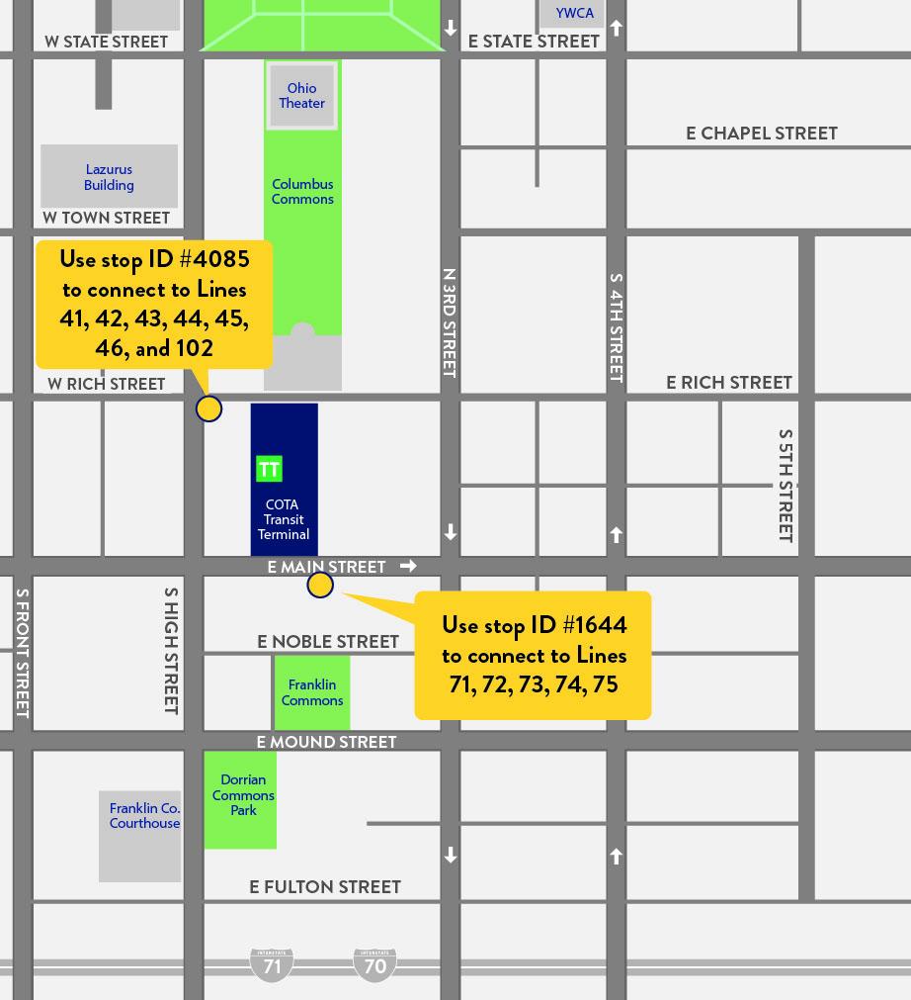 YWCA
W STATE STREET
E STATE STREET
Ohio
Theater
E CHAPEL STREET
Lazurus
Building
Columbus
Commons
W TOWN STREET
Use stop ID #4085
to connect to Lines
41, 42, 43, 44, 45,
46, and 102
N 3RD STREET
S 4TH STREET
W RICH STREET
E RICH STREET
S 5TH STREET
TT
COTA
Transit
Terminal
E MAIN STREET
S FRONT STREET
S HIGH STREET
Use stop ID #1644
to connect to Lines
71, 72, 73, 74, 75
E NOBLE STREET
Franklin
Commons
E MOUND STREET
Dorrian
Commons
Park
Franklin Co.
Courthouse
E FULTON STREET
INTERSTATE
71
INTERSTATE
70